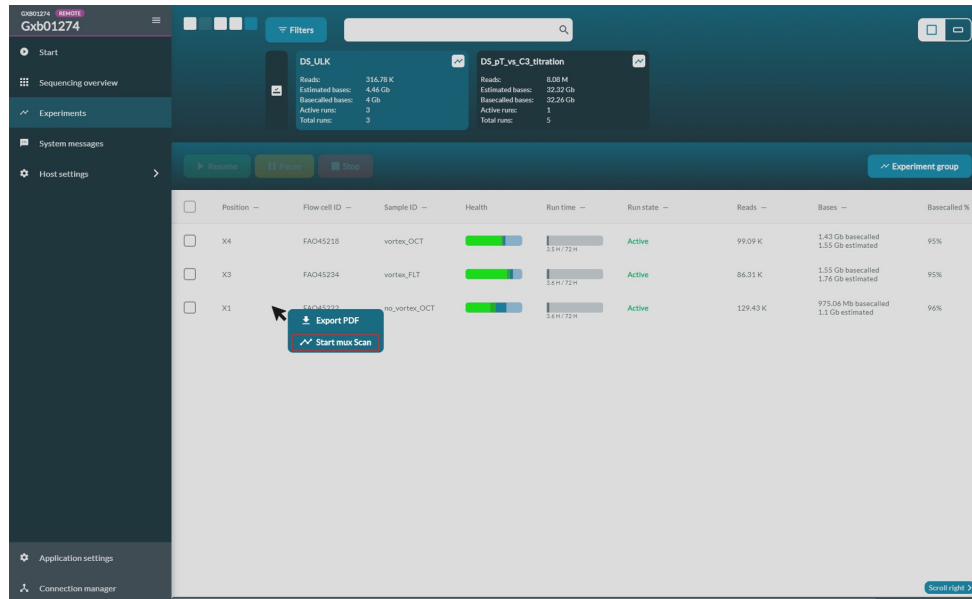 GXB01274 REMOTE
Gxb01274
Start
Sequencing overview
Experiments
System messages
Host settings
Application settings
Connection manager
Filters
DS_ULK
Reads: 316.78 K
Estimated bases: 4.46 Gb
Basecalled bases: 4 Gb
Active runs: 3
Total runs: 3
DS_pT_vs_C3_titration
Reads: 8.08 M
Estimated bases: 32.32 Gb
Basecalled bases: 32.26 Gb
Active runs: 1
Total runs: 5
Resume Pause Stop
Experiment group
Position Flow cell ID Sample ID Health Run time Run state Reads Bases Basecalled %
X4 FAO45218 vortex_OCT 3.5 H / 72 H Active 99.09 K 1.43 Gb basecalled 95%
1.55 Gb estimated
X3 FAO45234 vortex_FLT 3.6 H / 72 H Active 86.31 K 1.55 Gb basecalled 95%
1.76 Gb estimated
X1 FAO45222 no_vortex_OCT 3.6 H / 72 H Active 129.43 K 975.06 Mb basecalled 96%
1.1 Gb estimated
Export PDF
Start mux Scan
Scroll right